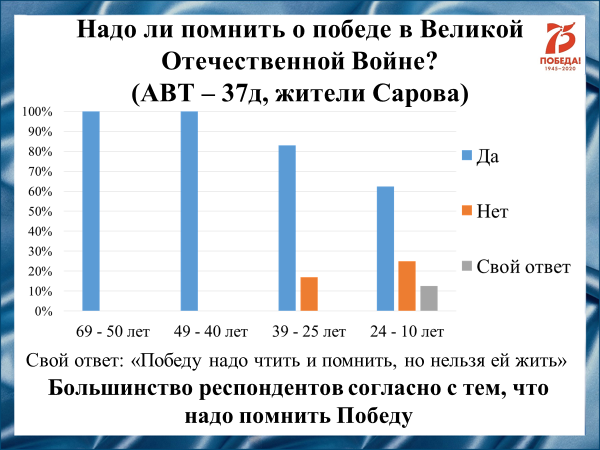 Надо ли помнить о победе в Великой
Отечественной Войне?
(АВТ – 37д, жители Сарова)
75
ПОБЕДА!
1945–2020
100%
90%
80%
70%
60%
50%
40%
30%
20%
10%
0%
69 - 50 лет 49 - 40 лет 39 - 25 лет 24 - 10 лет
Да
Нет
Свой ответ
Свой ответ: «Победу надо чтить и помнить, но нельзя ей жить»
Большинство респондентов согласно с тем, что
надо помнить Победу